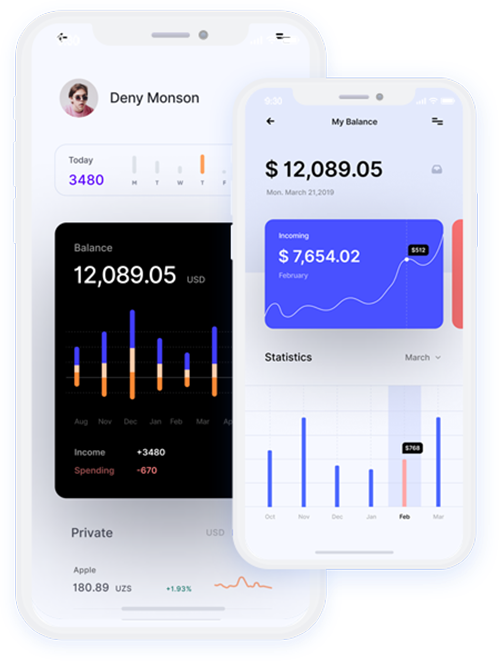 Deny Monson
Today
3480
M T W T F
Balance
12,089.05 USD
Aug Nov Dec Jan Feb Mar
Income +3480
Spending -670
Private USD
Apple
180.89 UZS +1.93%
9:30
My Balance
$ 12,089.05
Mon. March 21,2019
Incoming
$ 7,654.02
February
$512
Statistics March
$768
Oct Nov Dec Jan Feb Mar